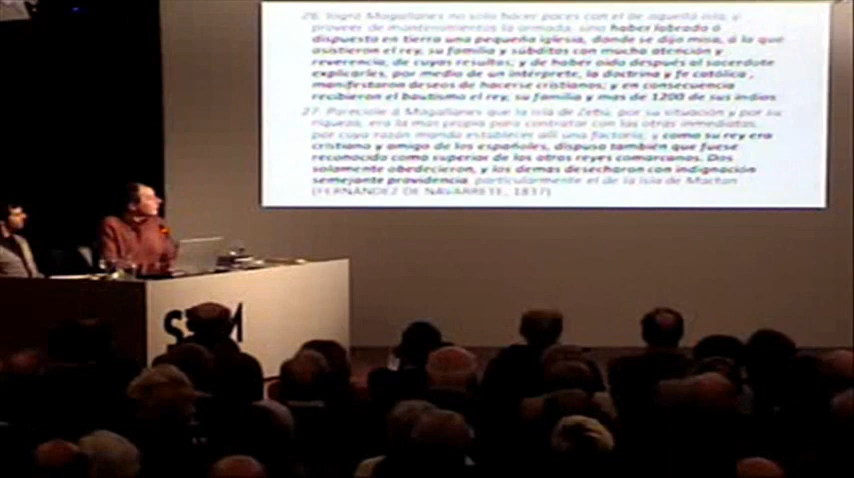 26. logró Magallanes no solo hacer paces con el de aquella isla, y
proveer de mantenimientos la armada, sino haber labrado ó
dispuesto en tierra una pequeña iglesia, donde se dijo misa, á la que
asistieron el rey, su familia y súbditos con mucha atención y
reverencia, de cuyas resultas, y de haber oido después al sacerdote
explicarles, por medio de un intérprete, la doctrina y fe católica,
manifestaron deseos de hacerse cristianos; y en consecuencia
recibieron el bautismo el rey, su familia y mas de 1200 de sus indios
27. Pareciole á Magallanes que la isla de Zebú, por su situación y por su
riqueza, era la mas propia para contratar con las otras inmediatas,
por cuya razón manda establecer allí una factoría, y como su rey era
cristiano y amigo de los españoles, dispuso también que fuese
reconocido como superior de los otros reyes comarcanos. Dos
solamente obedecieron, y los demas desecharon con indignación
semejante providencia, particularmente el de la isla de Mactan
(FERNÁNDEZ DE NAVARRETE, 1837)